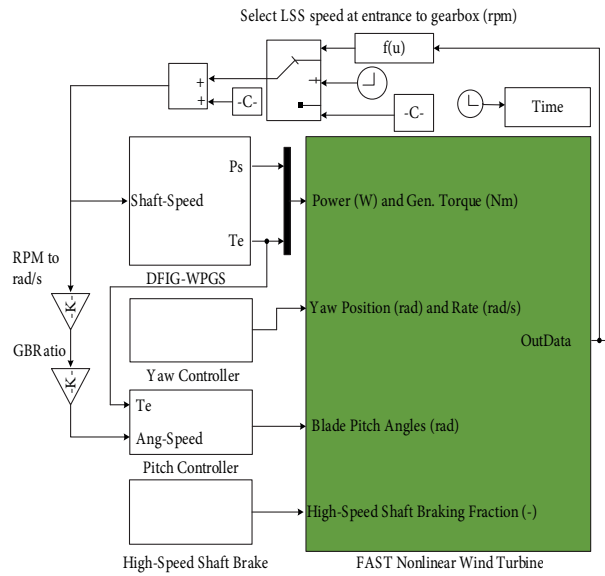 Select LSS speed at entrance to gearbox (rpm)
f(u)
+
+
-C-
-C-
Time
Ps
Shaft-Speed
Te
Power (W) and Gen. Torque (Nm)
RPM to
rad/s
DFIG-WPGS
-K-
Yaw Position (rad) and Rate (rad/s)
OutData
GBRatio
-K-
Yaw Controller
Te
Ang-Speed
Blade Pitch Angles (rad)
Pitch Controller
High-Speed Shaft Braking Fraction (-)
High-Speed Shaft Brake
FAST Nonlinear Wind Turbine